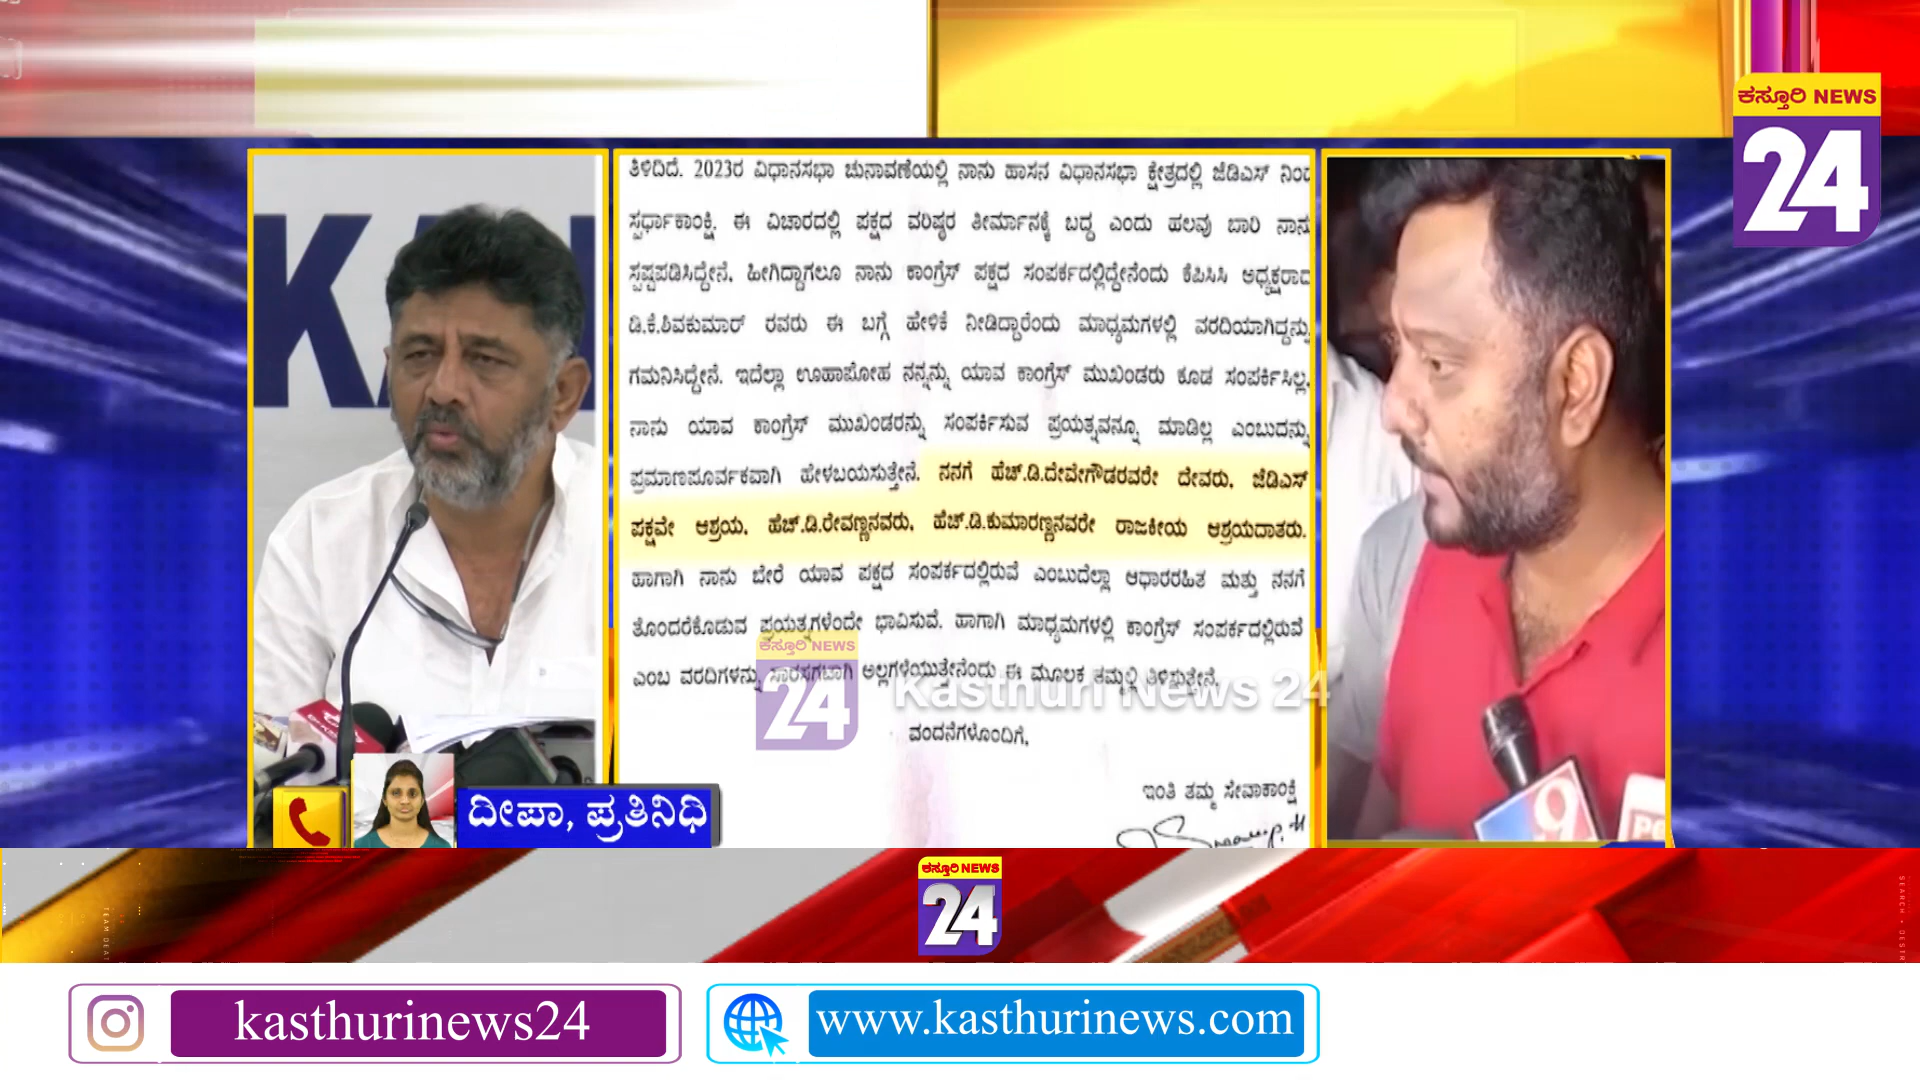 ಕಸ್ತೂರಿ NEWS
24
ತಿಳಿದಿದೆ. 2023ರ ವಿಧಾನಸಭಾ ಚುನಾವಣೆಯಲ್ಲಿ ನಾನು ಹಾಸನ ವಿಧಾನಸಭಾ ಕ್ಷೇತ್ರದಲ್ಲಿ ಜೆಡಿಎಸ್ ನಿಂದ
ಸ್ಪರ್ಧಾಕಾಂಕ್ಷಿ. ಈ ವಿಚಾರದಲ್ಲಿ ಪಕ್ಷದ ವರಿಷ್ಠರ ತೀರ್ಮಾನಕ್ಕೆ ಬದ್ಧ ಎಂದು ಹಲವು ಬಾರಿ ನಾನು
ಸ್ಪಷ್ಟಪಡಿಸಿದ್ದೇನೆ. ಹೀಗಿದ್ದಾಗಲೂ ನಾನು ಕಾಂಗ್ರೆಸ್ ಪಕ್ಷದ ಸಂಪರ್ಕದಲ್ಲಿದ್ದೇನೆಂದು ಕೆಪಿಸಿಸಿ ಅಧ್ಯಕ್ಷರಾದ
ಡಿ.ಕೆ.ಶಿವಕುಮಾರ್ ರವರು ಈ ಬಗ್ಗೆ ಹೇಳಿಕೆ ನೀಡಿದ್ದಾರೆಂದು ಮಾಧ್ಯಮಗಳಲ್ಲಿ ವರದಿಯಾಗಿದ್ದನ್ನು
ಗಮನಿಸಿದ್ದೇನೆ. ಇದೆಲ್ಲಾ ಊಹಾಪೋಹ ನನ್ನನ್ನು ಯಾವ ಕಾಂಗ್ರೆಸ್ ಮುಖಂಡರು ಕೂಡ ಸಂಪರ್ಕಿಸಿಲ್ಲ.
ನಾನು ಯಾವ ಕಾಂಗ್ರೆಸ್ ಮುಖಂಡರನ್ನು ಸಂಪರ್ಕಿಸುವ ಪ್ರಯತ್ನವನ್ನೂ ಮಾಡಿಲ್ಲ ಎಂಬುದನ್ನು
ಪ್ರಮಾಣಪೂರ್ವಕವಾಗಿ ಹೇಳಬಯಸುತ್ತೇನೆ. ನನಗೆ ಹೆಚ್.ಡಿ.ದೇವೇಗೌಡರವರೇ ದೇವರು, ಜೆಡಿಎಸ್
ಪಕ್ಷವೇ ಆಶ್ರಯ, ಹೆಚ್.ಡಿ.ರೇವಣ್ಣನವರು, ಹೆಚ್.ಡಿ.ಕುಮಾರಣ್ಣನವರೇ ರಾಜಕೀಯ ಆಶ್ರಯದಾತರು.
ಹಾಗಾಗಿ ನಾನು ಬೇರೆ ಯಾವ ಪಕ್ಷದ ಸಂಪರ್ಕದಲ್ಲಿರುವೆ ಎಂಬುದೆಲ್ಲಾ ಆಧಾರರಹಿತ ಮತ್ತು ನನಗೆ
ತೊಂದರೆಕೊಡುವ ಪ್ರಯತ್ನಗಳೆಂದೇ ಭಾವಿಸುವೆ. ಹಾಗಾಗಿ ಮಾಧ್ಯಮಗಳಲ್ಲಿ ಕಾಂಗ್ರೆಸ್ ಸಂಪರ್ಕದಲ್ಲಿರುವೆ
ಎಂಬ ವರದಿಗಳನ್ನು ಸಾರಾಸಗಟಾಗಿ ಅಲ್ಲಗಳೆಯುತ್ತೇನೆಂದು ಈ ಮೂಲಕ ತಮ್ಮಲ್ಲಿ ತಿಳಿಸುತ್ತೇನೆ.
ಕಸ್ತೂರಿ NEWS
24
Kasthuri News 24
ವಂದನೆಗಳೊಂದಿಗೆ,
ಇಂತಿ ತಮ್ಮ ಸೇವಾಕಾಂಕ್ಷಿ
9
ದೀಪಾ, ಪ್ರತಿನಿಧಿ
ಕಸ್ತೂರಿ NEWS
24
kasthurinews24
www.kasthurinews.com